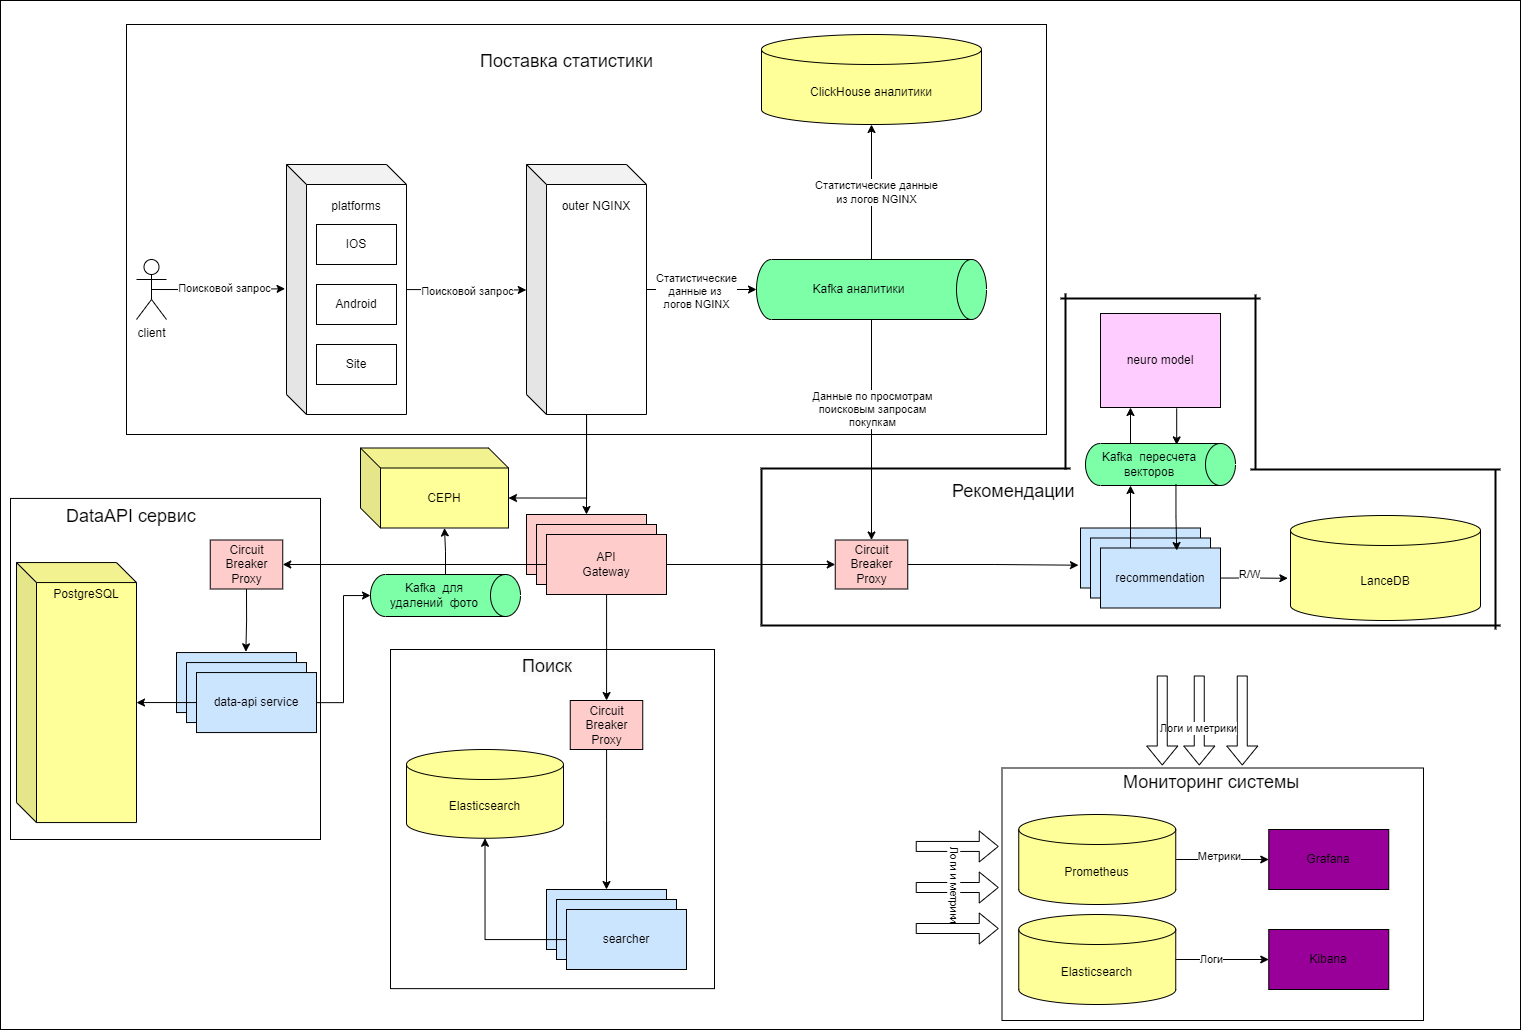 Поставка статистики
ClickHouse аналитики
Статистические данные
из логов NGINX
platforms
IOS
Android
Site
outer NGINX
client
Поисковой запрос
Поисковой запрос
Статистические
данные из
логов NGINX
Kafka аналитики
Данные по просмотрам
поисковым запросам
покупкам
neuro model
Kafka пересчета
векторов
Рекомендации
Circuit
Breaker
Proxy
recommendation
R/W
LanceDB
CEPH
API
Gateway
Kafka для
удалений фото
DataAPI сервис
PostgreSQL
Circuit
Breaker
Proxy
data-api service
Поиск
Circuit
Breaker
Proxy
Elasticsearch
searcher
Логи и метрики
Логи и метрики
Мониторинг системы
Prometheus
Метрики
Grafana
Elasticsearch
Логи
Kibana